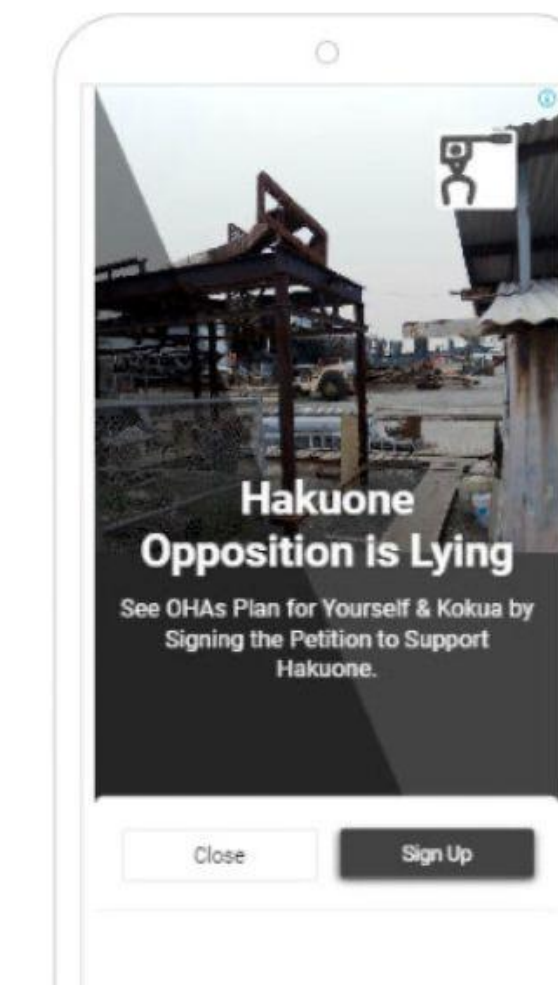 Hakuone
Opposition is Lying
See OHAs Plan for Yourself & Kokua by
Signing the Petition to Support
Hakuone.
Close
Sign Up